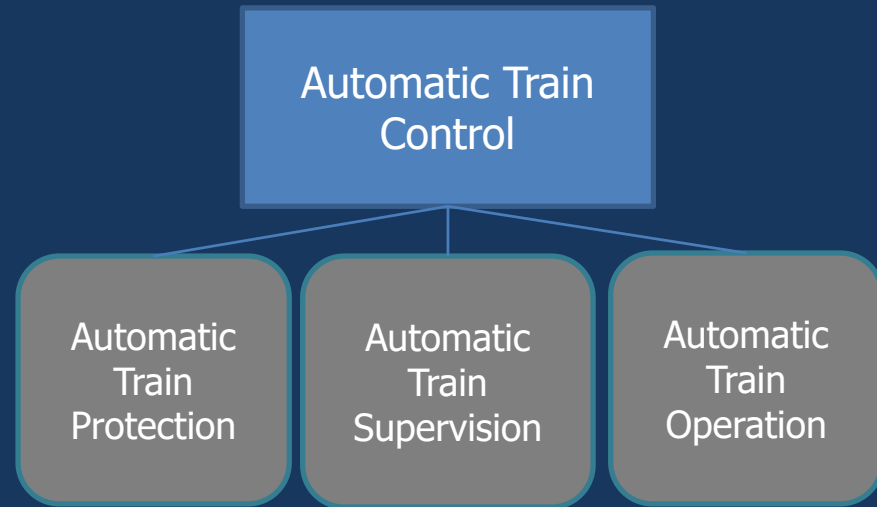 Automatic Train
Control
Automatic
Train
Protection
Automatic
Train
Supervision
Automatic
Train
Operation